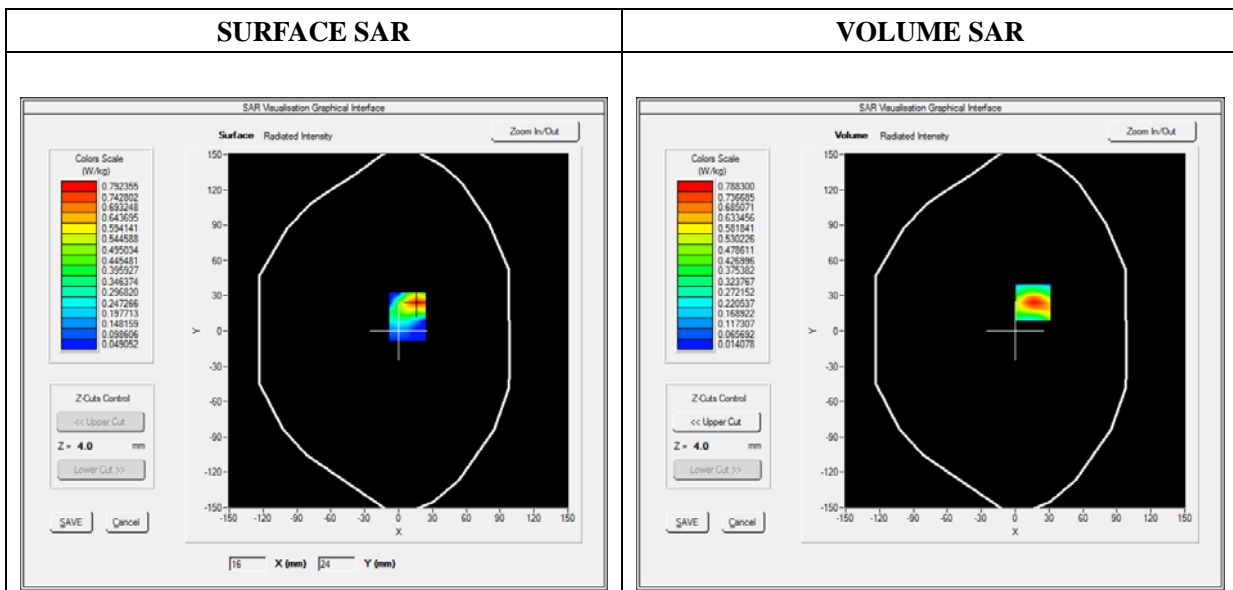 SURFACE SAR
VOLUME SAR
SAR Visualisation Graphical Interface
Surface Radiated Intensity
Zoom In/Out
Colors Scale
(W/kg)
0.792355
0.742802
0.693248
0.643695
0.594141
0.544588
0.495034
0.445481
0.395927
0.346374
0.296820
0.247266
0.197713
0.148159
0.098606
0.049052
Z-Cuts Control
<< Upper Cut
Z = 4.0 mm
Lower Cut >>
SAVE Cancel
150
120
90
60
30
Y 0
-30
-60
-90
-120
-150
-150 -120 -90 -60 -30 0 30 60 90 120 150
X
16 X (mm) 24 Y (mm)
SAR Visualisation Graphical Interface
Volume Radiated Intensity
Zoom In/Out
Colors Scale
(W/kg)
0.788300
0.736685
0.685071
0.633456
0.581841
0.530226
0.478611
0.426996
0.375382
0.323767
0.272152
0.220537
0.168922
0.117307
0.065692
0.014078
Z-Cuts Control
<< Upper Cut
Z = 4.0 mm
Lower Cut >>
SAVE Cancel
150
120
90
60
30
Y 0
-30
-60
-90
-120
-150
-150 -120 -90 -60 -30 0 30 60 90 120 150
X